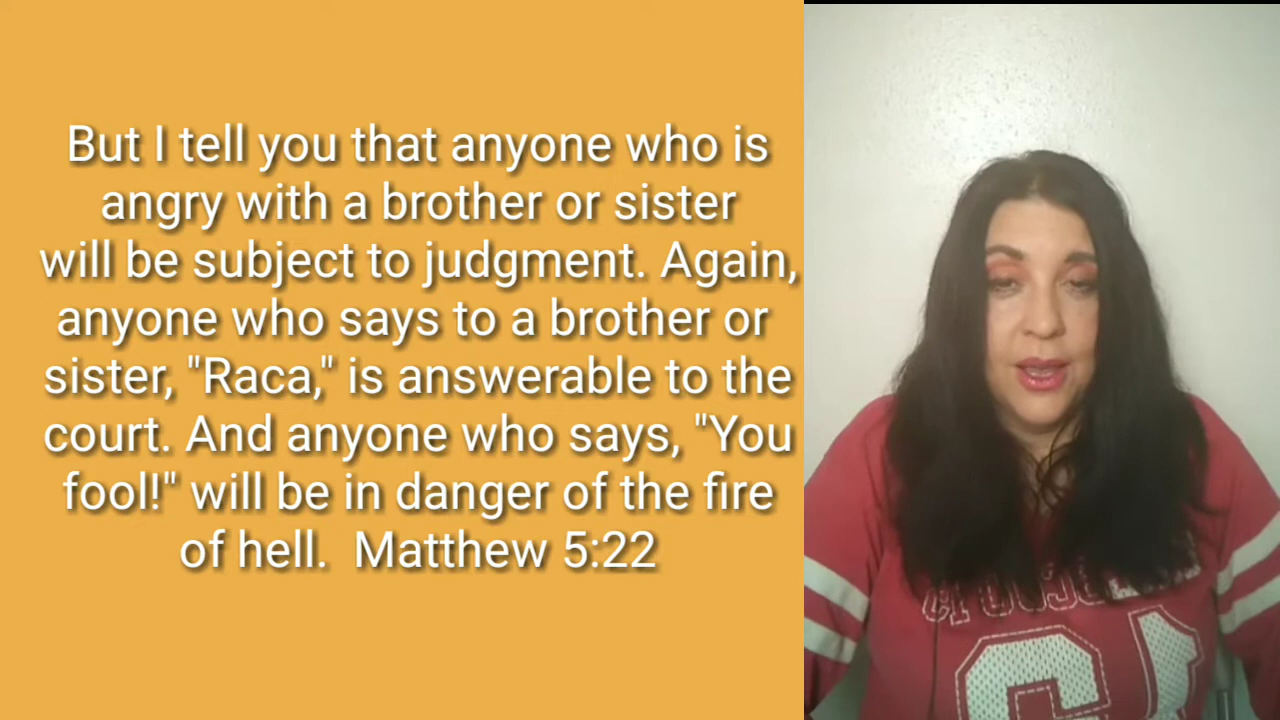 But I tell you that anyone who is
angry with a brother or sister
will be subject to judgment. Again,
anyone who says to a brother or
sister, "Raca," is answerable to the
court. And anyone who says, "You
fool!" will be in danger of the fire
of hell.  Matthew 5:22